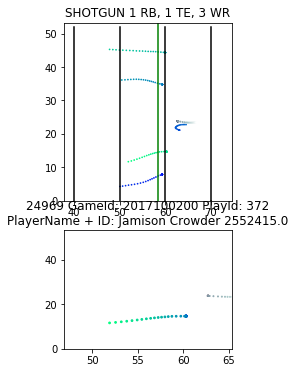 SHOTGUN 1 RB, 1 TE, 3 WR
50
40
30
20
10
0
40 50 60 70
24969 GameId: 2017100200 PlayId: 372
PlayerName + ID: Jamison Crowder 2552415.0
40
20
0
50 55 60 65